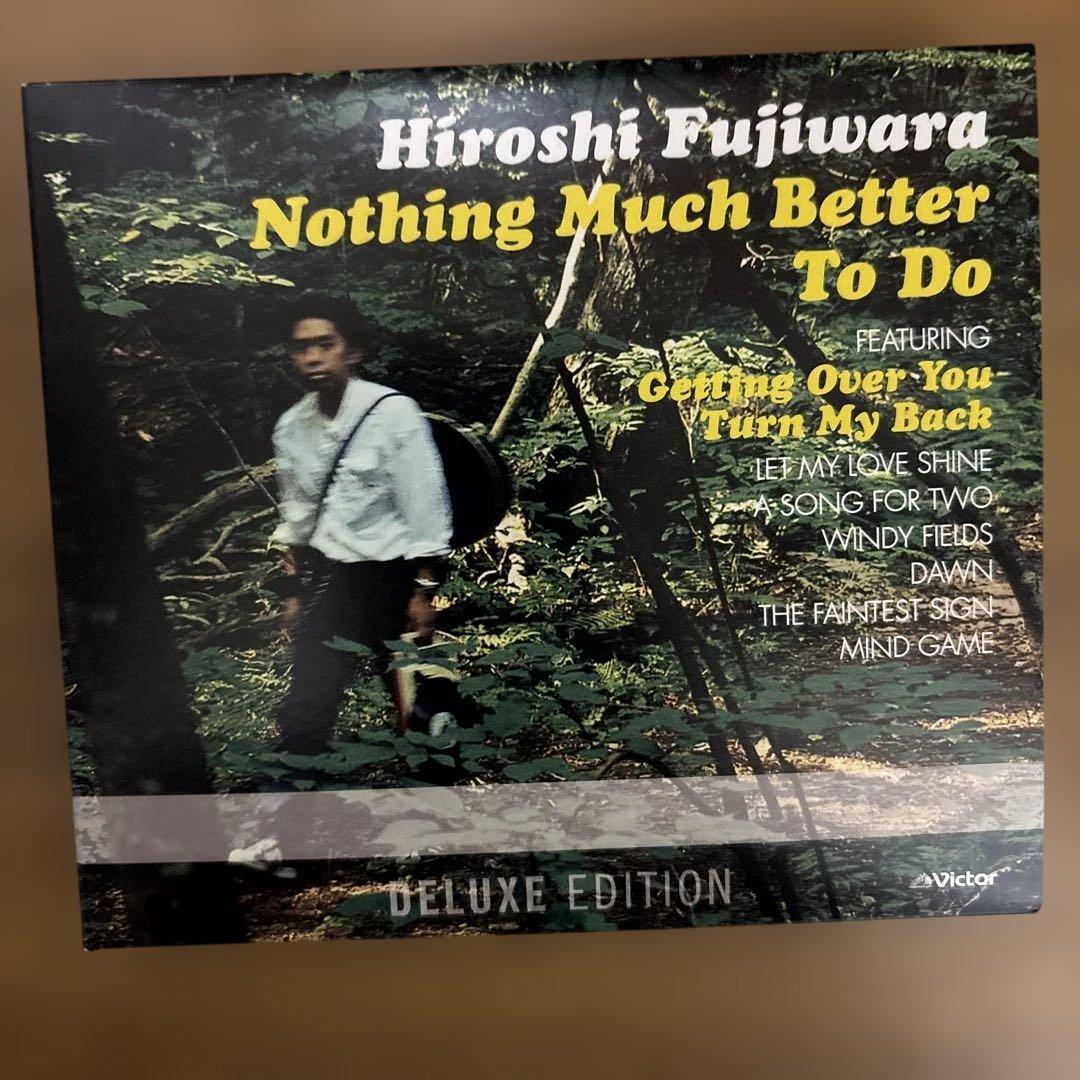 Hiroshi Fujiwara
Nothing Much Better
To Do
FEATURING
Getting Over You
Turn My Back
LET MY LOVE SHINE
A SONG FOR TWO
WINDY FIELDS
DAWN
THE FAINTEST SIGN
MIND GAME
DELUXE EDITION
Victor